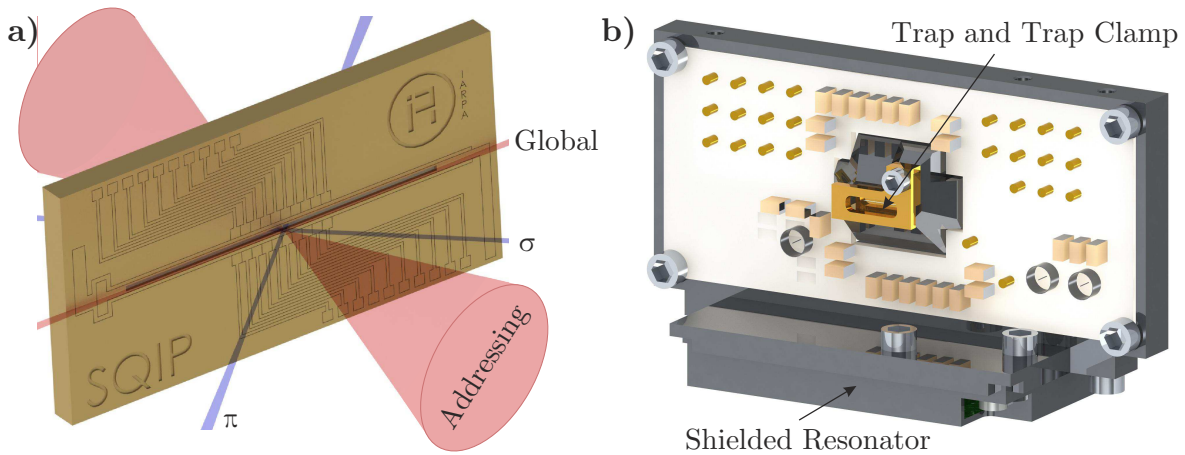 a)
IARPA
Global
σ
Addressing
SQIP
π
b)
Trap and Trap Clamp
Shielded Resonator